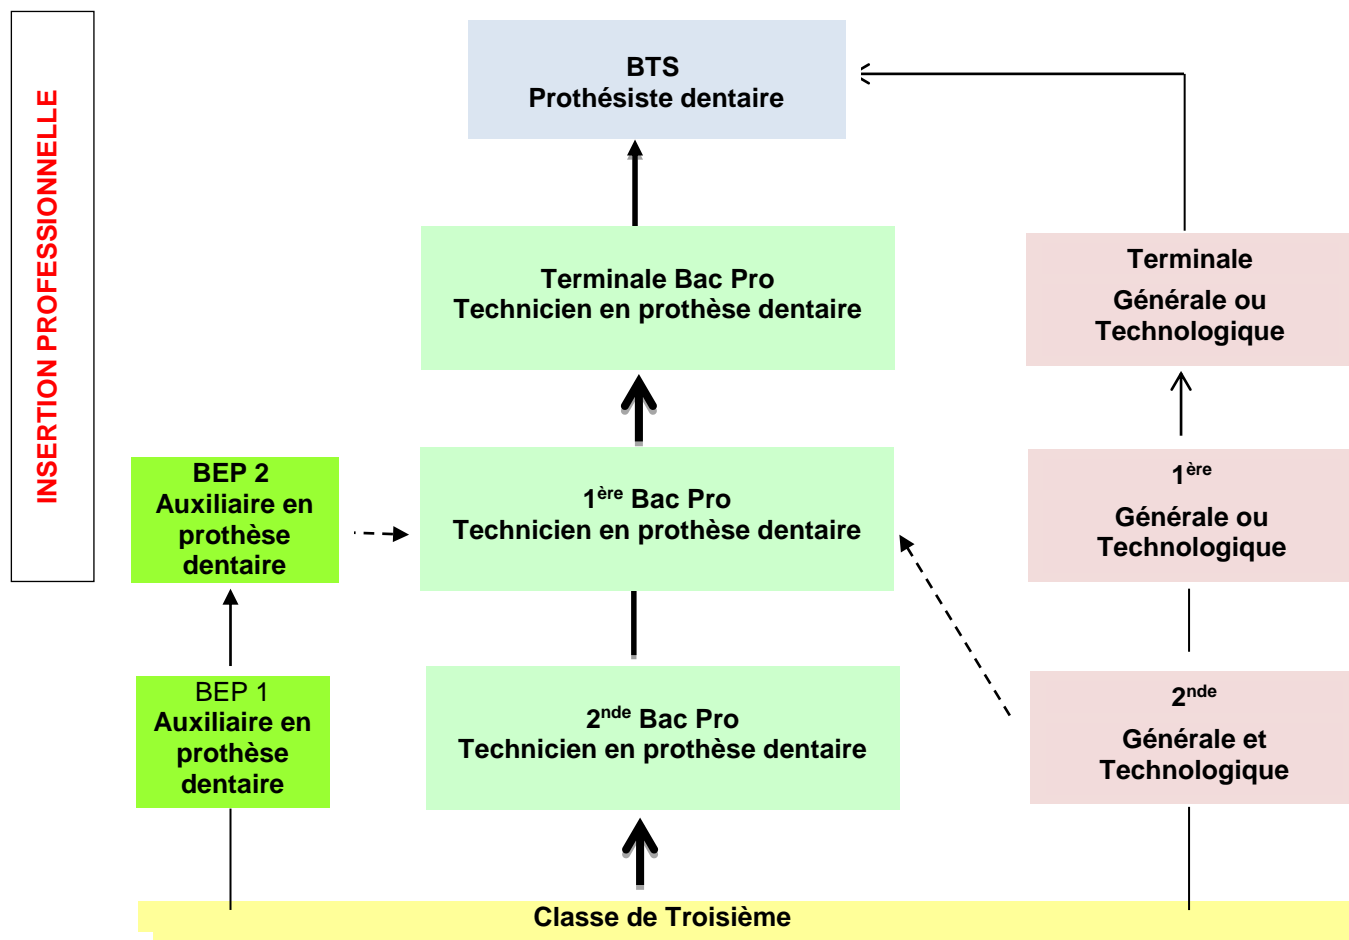 INSERTION PROFESSIONNELLE
BTS
Prothésiste dentaire
Terminale Bac Pro
Technicien en prothèse dentaire
Terminale
Générale ou
Technologique
BEP 2
Auxiliaire en
prothèse
dentaire
1ère Bac Pro
Technicien en prothèse dentaire
1ère
Générale ou
Technologique
BEP 1
Auxiliaire en
prothèse
dentaire
2nde Bac Pro
Technicien en prothèse dentaire
2nde
Générale et
Technologique
Classe de Troisième